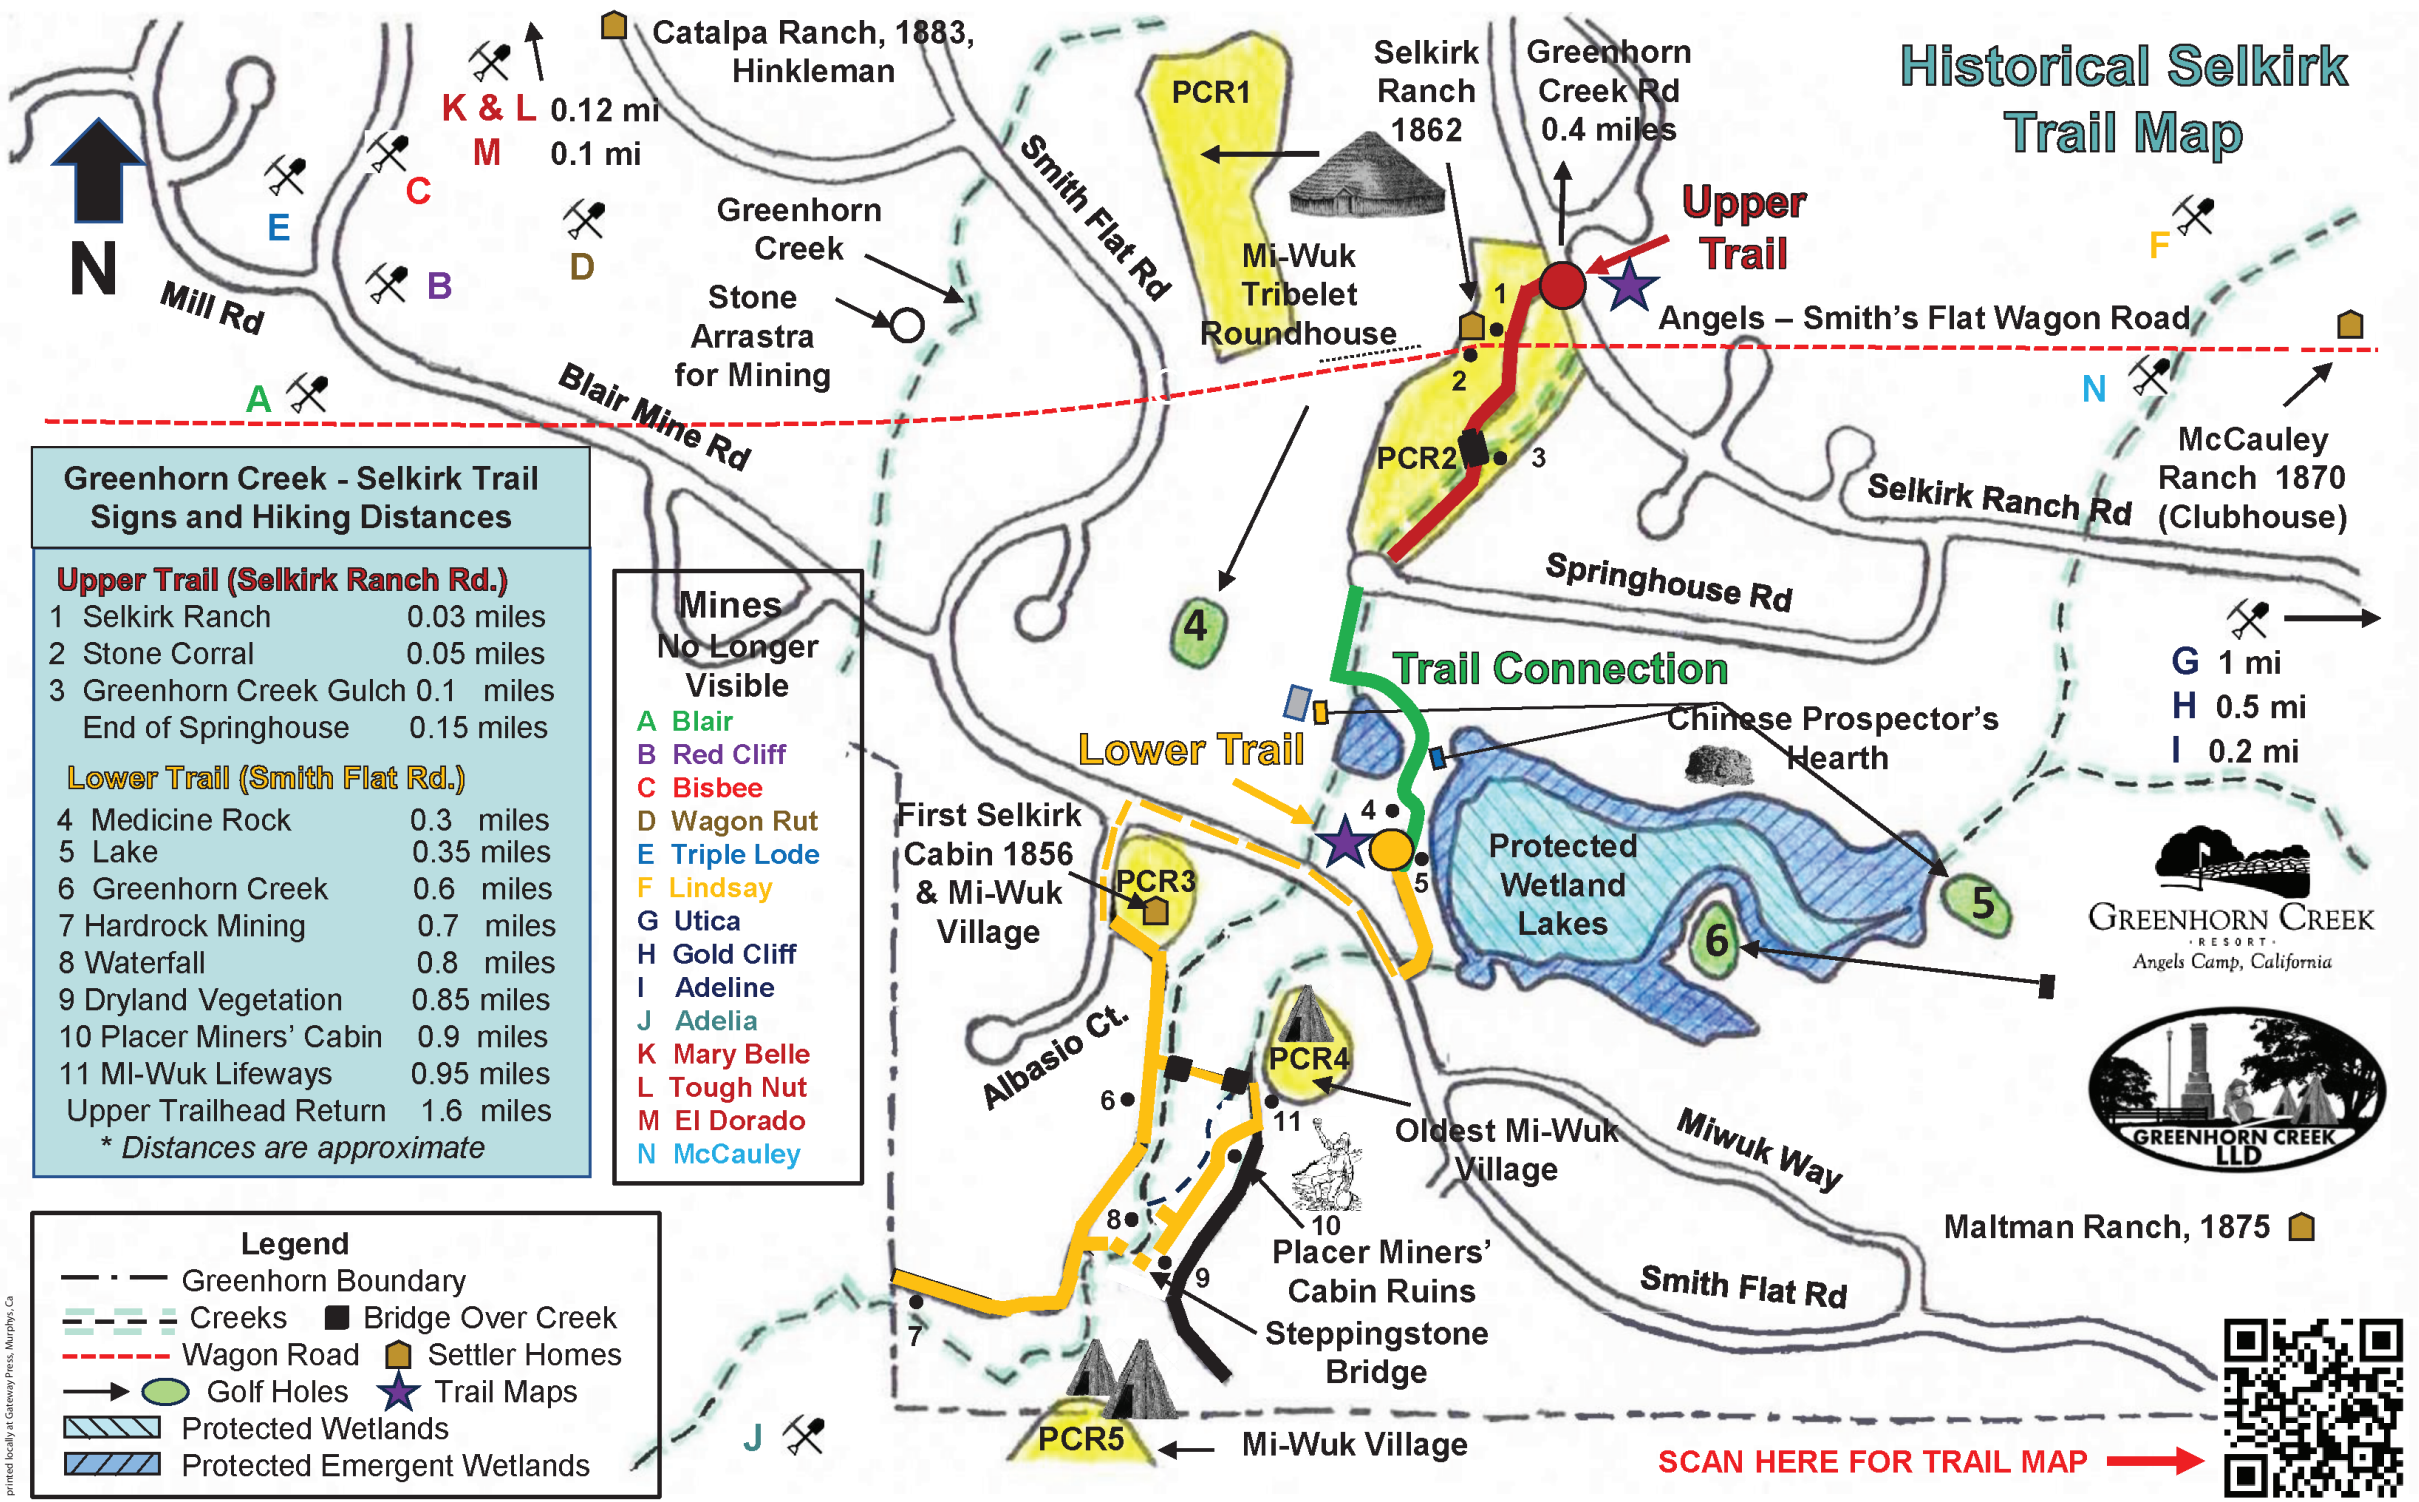 Historical Selkirk
Trail Map
Catalpa Ranch, 1883,
Hinkleman
K & L 0.12 mi
M 0.1 mi
N
E
C
B
D
A
Mill Rd
Blair Mine Rd
Smith Flat Rd
Greenhorn
Creek
Stone
Arrastra
for Mining
PCR1
Selkirk
Ranch
1862
Greenhorn
Creek Rd
0.4 miles
Mi-Wuk
Tribelet
Roundhouse
Upper
Trail
Angels – Smith's Flat Wagon Road
1
2
PCR2
3
F
N
McCauley
Ranch 1870
(Clubhouse)
Selkirk Ranch Rd
Springhouse Rd
G 1 mi
H 0.5 mi
I 0.2 mi
4
Trail Connection
Chinese Prospector's
Hearth
Lower Trail
4
5
Protected
Wetland
Lakes
5
6
First Selkirk
Cabin 1856
& Mi-Wuk
Village
PCR3
Albasio Ct.
PCR4
6
11
Oldest Mi-Wuk
Village
Miwuk Way
8
10
Placer Miners'
Cabin Ruins
9
Steppingstone
Bridge
7
Smith Flat Rd
Maltman Ranch, 1875
J
PCR5
Mi-Wuk Village
GREENHORN CREEK
· RESORT ·
Angels Camp, California
GREENHORN CREEK
LLD
SCAN HERE FOR TRAIL MAP
Greenhorn Creek - Selkirk Trail
Signs and Hiking Distances
Upper Trail (Selkirk Ranch Rd.)
1 Selkirk Ranch 0.03 miles
2 Stone Corral 0.05 miles
3 Greenhorn Creek Gulch 0.1 miles
End of Springhouse 0.15 miles
Lower Trail (Smith Flat Rd.)
4 Medicine Rock 0.3 miles
5 Lake 0.35 miles
6 Greenhorn Creek 0.6 miles
7 Hardrock Mining 0.7 miles
8 Waterfall 0.8 miles
9 Dryland Vegetation 0.85 miles
10 Placer Miners' Cabin 0.9 miles
11 MI-Wuk Lifeways 0.95 miles
Upper Trailhead Return 1.6 miles
* Distances are approximate
Mines
No Longer
Visible
A Blair
B Red Cliff
C Bisbee
D Wagon Rut
E Triple Lode
F Lindsay
G Utica
H Gold Cliff
I Adeline
J Adelia
K Mary Belle
L Tough Nut
M El Dorado
N McCauley
Legend
Greenhorn Boundary
Creeks Bridge Over Creek
Wagon Road Settler Homes
Golf Holes Trail Maps
Protected Wetlands
Protected Emergent Wetlands
printed locally at Gateway Press, Murphys, Ca